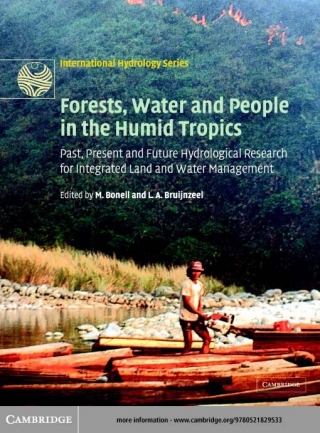 International Hydrology Series
Forests, Water and People
in the Humid Tropics
Past, Present and Future Hydrological Research
for Integrated Land and Water Management
Edited by M. Bonell and L. A. Bruijnzeel
CAMBRIDGE
CAMBRIDGE
more information - www.cambridge.org/9780521829533